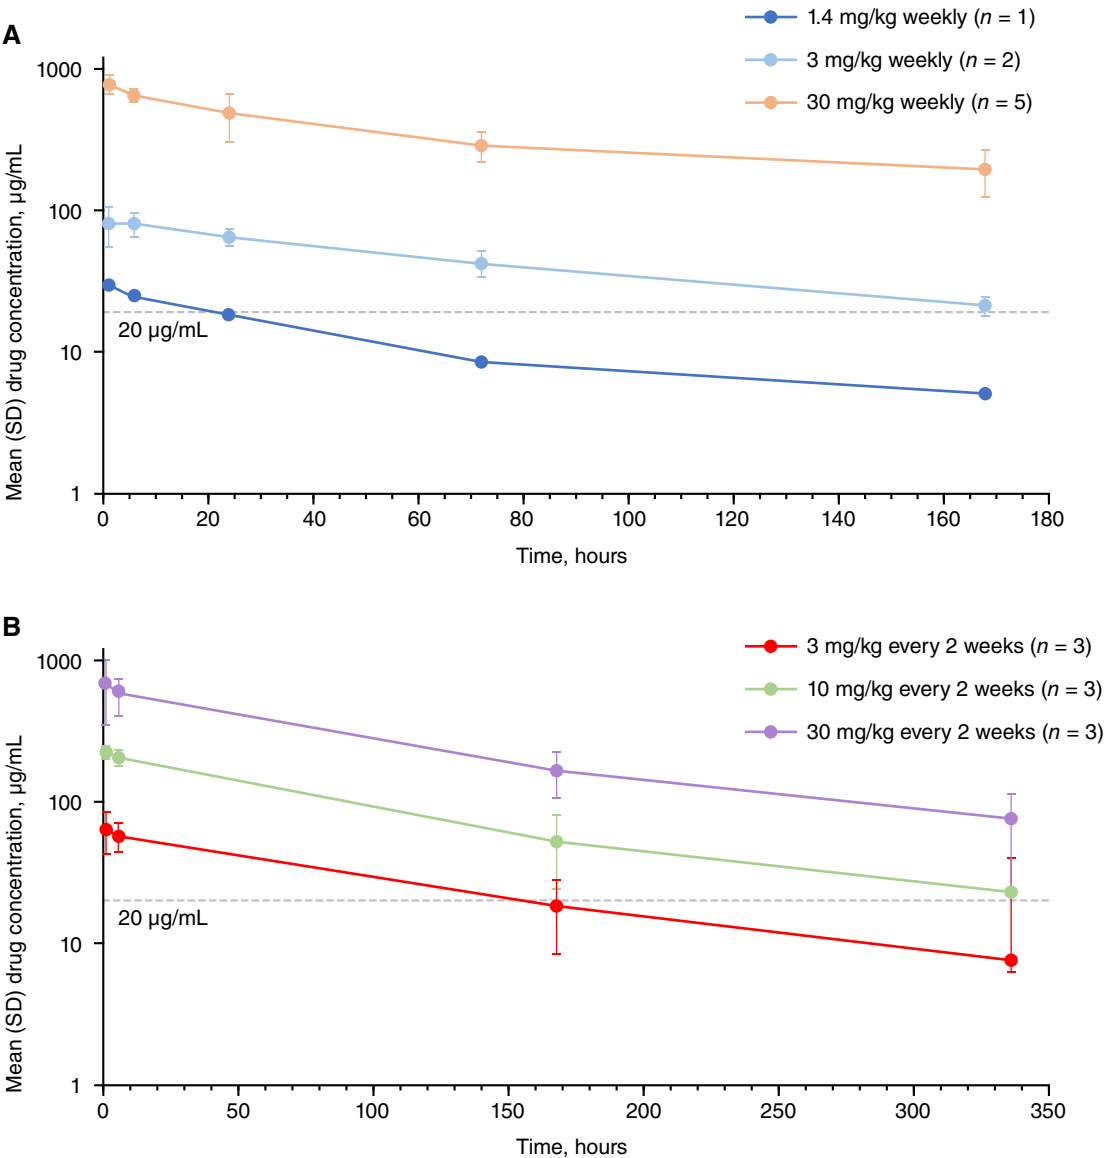 A
1.4 mg/kg weekly (n = 1)
3 mg/kg weekly (n = 2)
30 mg/kg weekly (n = 5)
Mean (SD) drug concentration, µg/mL
1000
100
10
1
20 µg/mL
0 20 40 60 80 100 120 140 160 180
Time, hours
B
3 mg/kg every 2 weeks (n = 3)
10 mg/kg every 2 weeks (n = 3)
30 mg/kg every 2 weeks (n = 3)
Mean (SD) drug concentration, µg/mL
1000
100
10
1
20 µg/mL
0 50 100 150 200 250 300 350
Time, hours